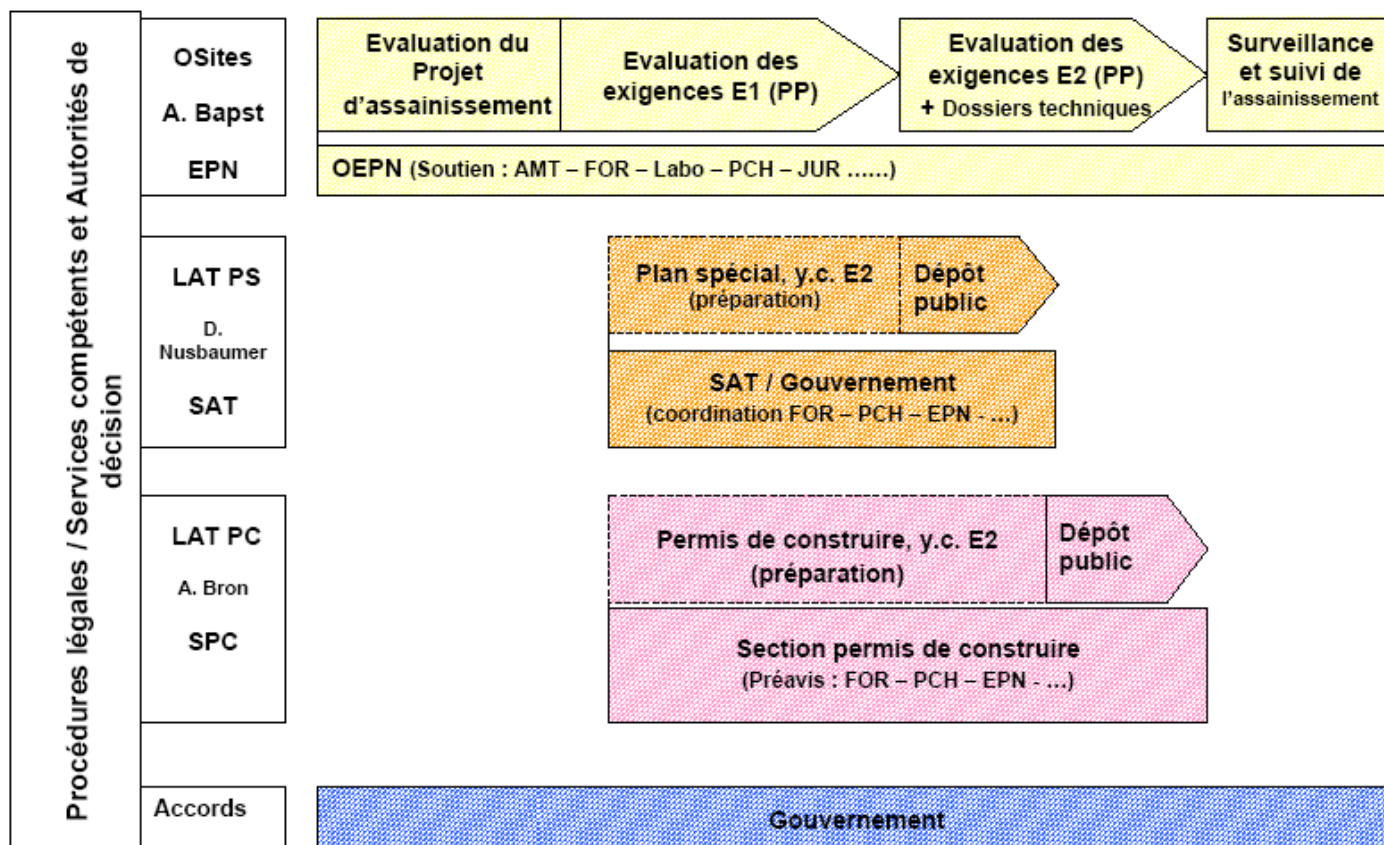 Procédures légales / Services compétents et Autorités de
décision
OSites
A. Bapst
EPN
Evaluation du
Projet
d'assainissement
Evaluation des
exigences E1 (PP)
Evaluation des
exigences E2 (PP)
+ Dossiers techniques
Surveillance
et suivi de
l'assainissement
OEPN (Soutien : AMT – FOR – Labo – PCH – JUR ......)
LAT PS
D.
Nusbaumer
SAT
Plan spécial, y.c. E2
(préparation)
Dépôt
public
SAT / Gouvernement
(coordination FOR – PCH – EPN - ...)
LAT PC
A. Bron
SPC
Permis de construire, y.c. E2
(préparation)
Dépôt
public
Section permis de construire
(Préavis : FOR – PCH – EPN - ...)
Accords
Gouvernement